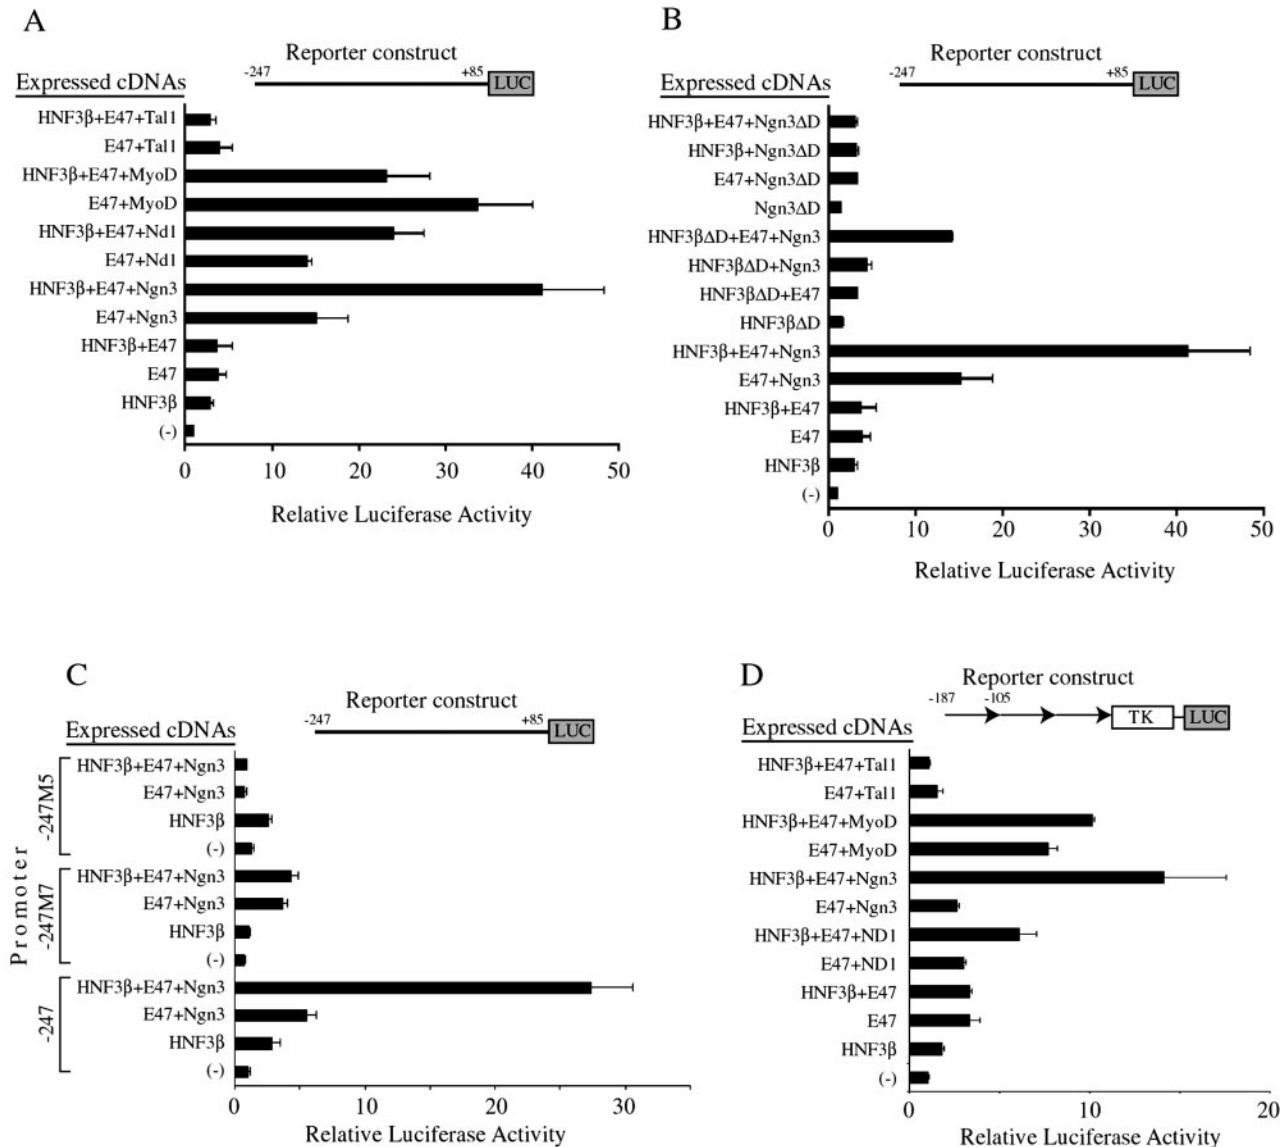 A
Reporter construct
-247
+85
LUC
Expressed cDNAs
HNF3β+E47+Tal1
E47+Tal1
HNF3β+E47+MyoD
E47+MyoD
HNF3β+E47+Nd1
E47+Nd1
HNF3β+E47+Ngn3
E47+Ngn3
HNF3β+E47
E47
HNF3β
(-)
0 10 20 30 40 50
Relative Luciferase Activity
B
Reporter construct
-247
+85
LUC
Expressed cDNAs
HNF3β+E47+Ngn3ΔD
HNF3β+Ngn3ΔD
E47+Ngn3ΔD
Ngn3ΔD
HNF3βΔD+E47+Ngn3
HNF3βΔD+Ngn3
HNF3βΔD+E47
HNF3βΔD
HNF3β+E47+Ngn3
E47+Ngn3
HNF3β+E47
E47
HNF3β
(-)
0 10 20 30 40 50
Relative Luciferase Activity
C
Reporter construct
-247
+85
LUC
Expressed cDNAs
Promoter
-247M5
HNF3β+E47+Ngn3
E47+Ngn3
HNF3β
(-)
-247M7
HNF3β+E47+Ngn3
E47+Ngn3
HNF3β
(-)
-247
HNF3β+E47+Ngn3
E47+Ngn3
HNF3β
(-)
0 10 20 30
Relative Luciferase Activity
D
Reporter construct
-187
-105
TK
LUC
Expressed cDNAs
HNF3β+E47+Tal1
E47+Tal1
HNF3β+E47+MyoD
E47+MyoD
HNF3β+E47+Ngn3
E47+Ngn3
HNF3β+E47+ND1
E47+ND1
HNF3β+E47
E47
HNF3β
(-)
0 10 20
Relative Luciferase Activity